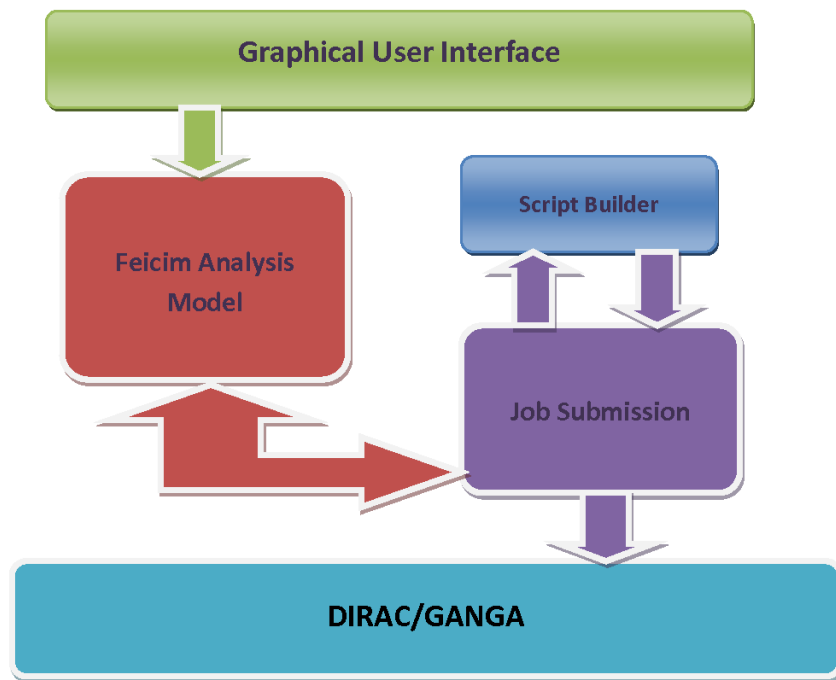 Graphical User Interface
Script Builder
Feicim Analysis
Model
Job Submission
DIRAC/GANGA